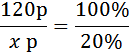 120p / x p = 100% / 20%